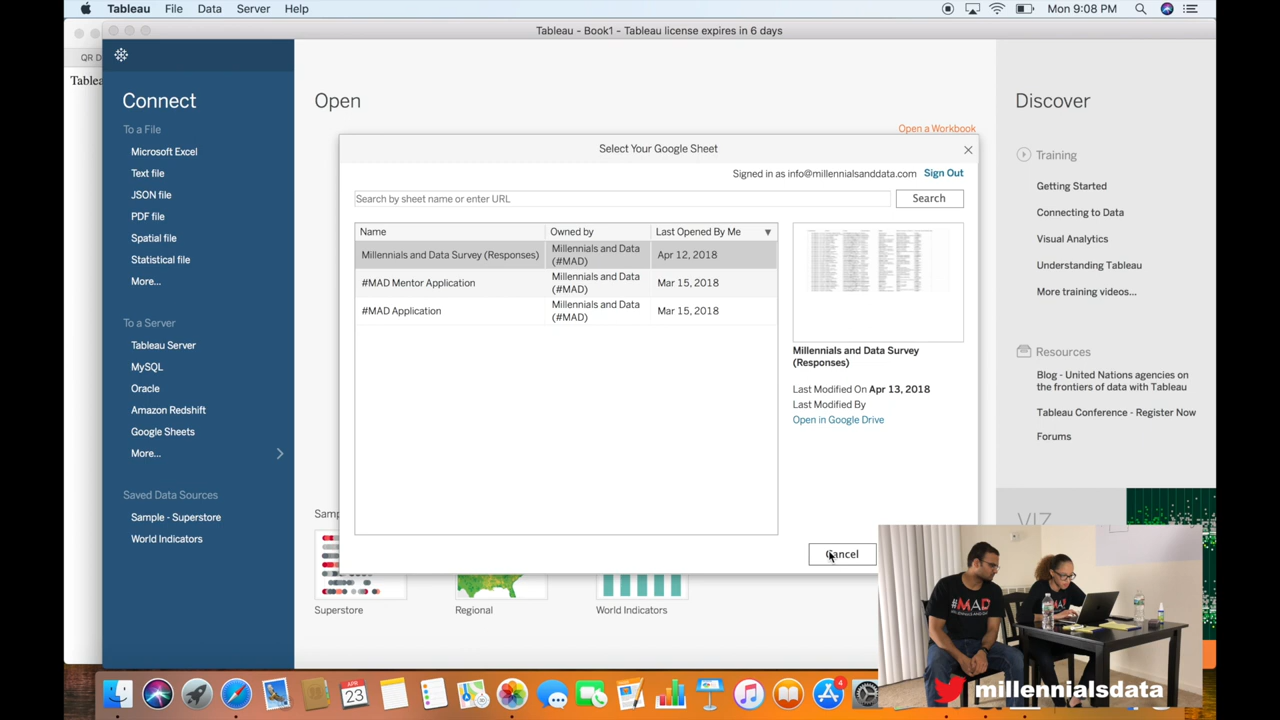 Tableau File Data Server Help
Mon 9:08 PM
Tableau - Book1 - Tableau license expires in 6 days
QR D
Tablea
Connect
To a File
Microsoft Excel
Text file
JSON file
PDF file
Spatial file
Statistical file
More...
To a Server
Tableau Server
MySQL
Oracle
Amazon Redshift
Google Sheets
More...
Saved Data Sources
Sample - Superstore
World Indicators
Open
Open a Workbook
Select Your Google Sheet
Signed in as info@millennialsanddata.com Sign Out
Search by sheet name or enter URL
Search
Name Owned by Last Opened By Me
Millennials and Data Survey (Responses) Millennials and Data (#MAD) Apr 12, 2018
#MAD Mentor Application Millennials and Data (#MAD) Mar 15, 2018
#MAD Application Millennials and Data (#MAD) Mar 15, 2018
Millennials and Data Survey
(Responses)
Last Modified On Apr 13, 2018
Last Modified By
Open in Google Drive
Cancel
Samp
Superstore
Regional
World Indicators
Discover
Training
Getting Started
Connecting to Data
Visual Analytics
Understanding Tableau
More training videos...
Resources
Blog - United Nations agencies on
the frontiers of data with Tableau
Tableau Conference - Register Now
Forums
VIZ
#MAD
MA
millennialsdata
APR
23
4